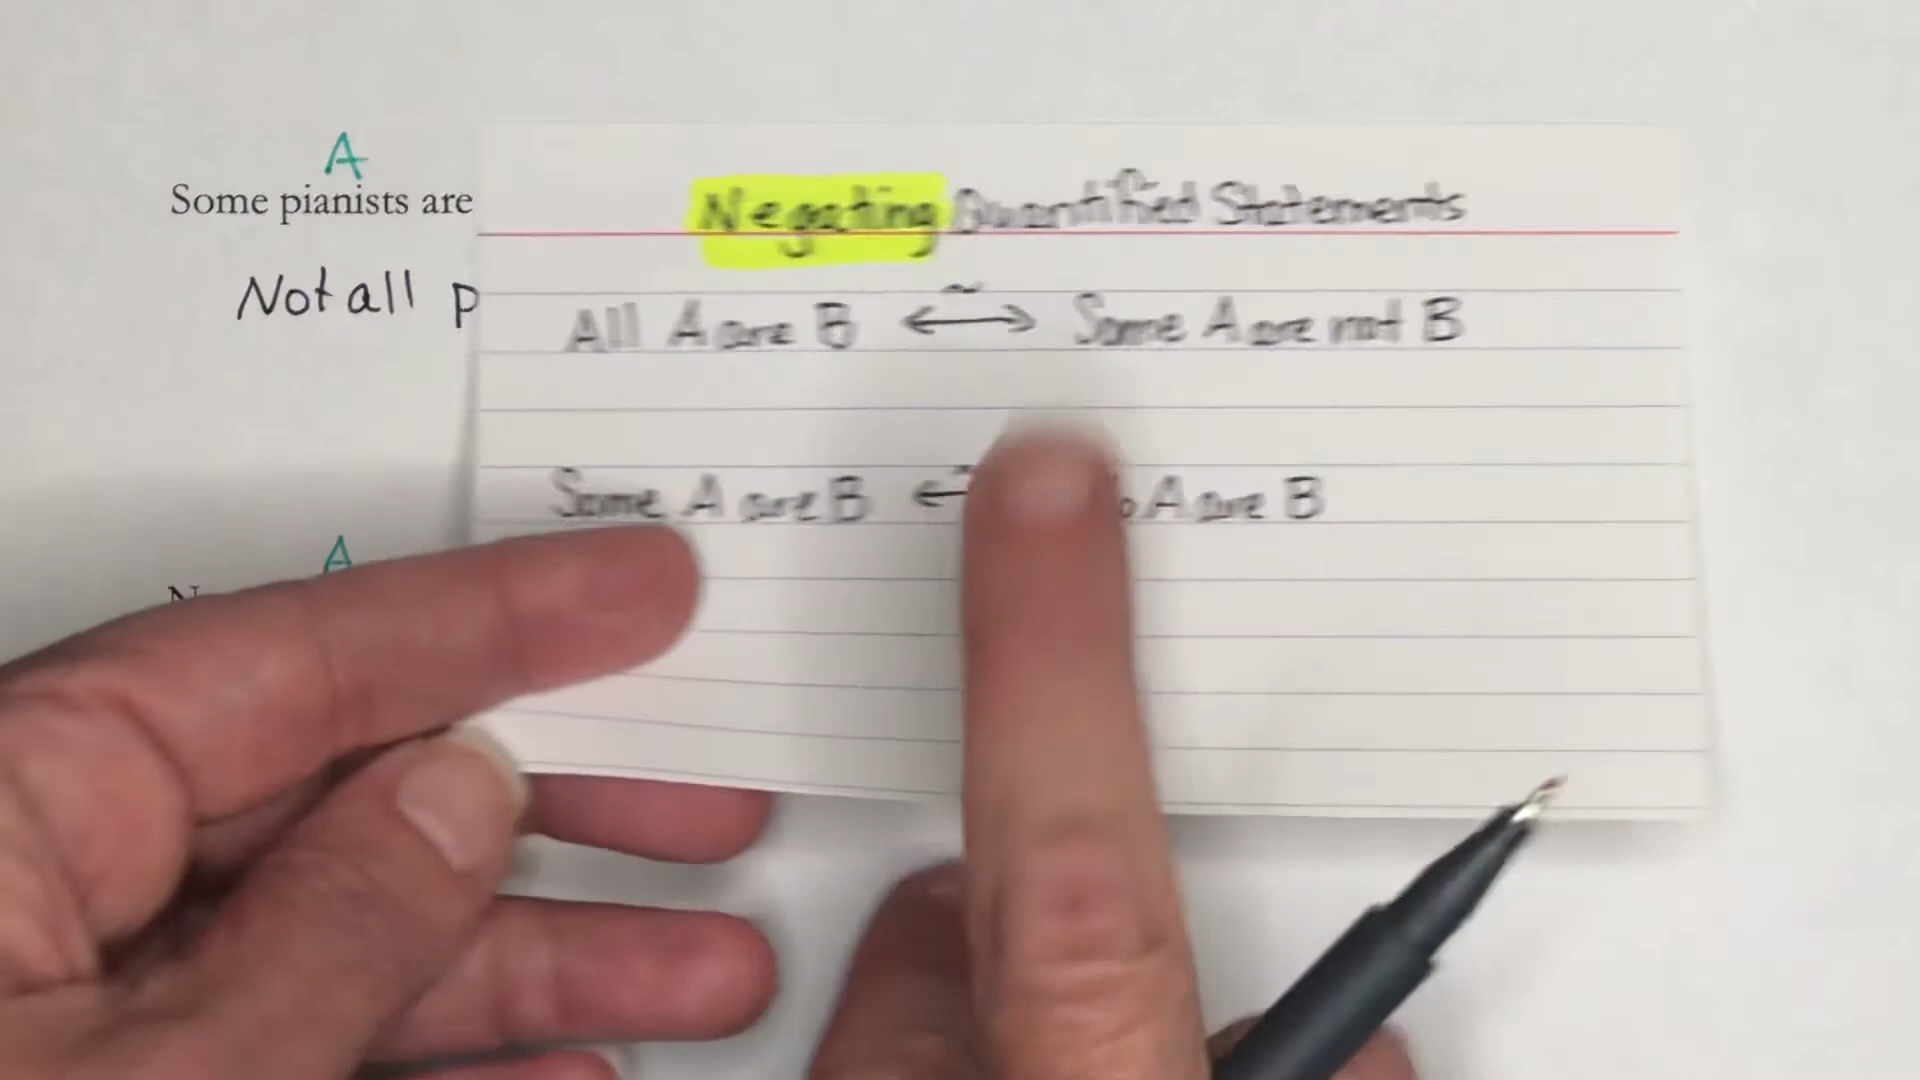 A
Some pianists are
Not all p
Negating Quantified Statements
All A are B ~ ⟷ Some A are not B
Some A are B ~ ← A are B
A